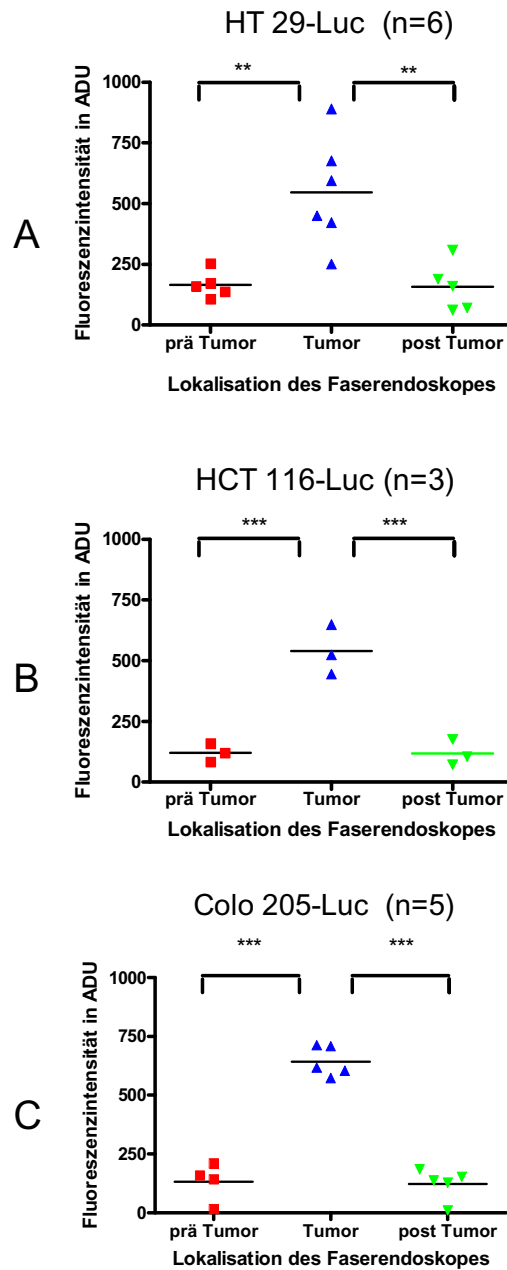 HT 29-Luc (n=6)
A
Fluoreszenzintensität in ADU
1000
750
500
250
0
** **
prä Tumor Tumor post Tumor
Lokalisation des Faserendoskopes
HCT 116-Luc (n=3)
B
Fluoreszenzintensität in ADU
1000
750
500
250
0
*** ***
prä Tumor Tumor post Tumor
Lokalisation des Faserendoskopes
Colo 205-Luc (n=5)
C
Fluoreszenzintensität in ADU
1000
750
500
250
0
*** ***
prä Tumor Tumor post Tumor
Lokalisation des Faserendoskopes